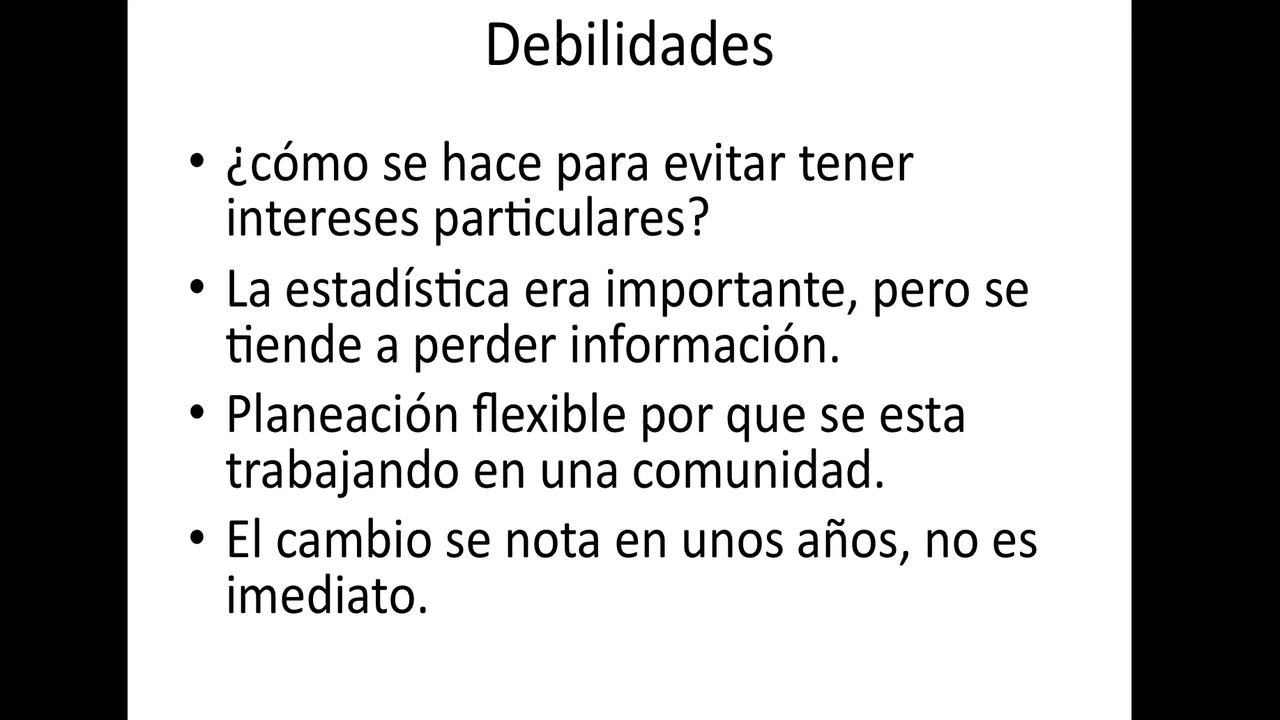 Debilidades
• ¿cómo se hace para evitar tener
intereses particulares?
• La estadística era importante, pero se
tiende a perder información.
• Planeación flexible por que se esta
trabajando en una comunidad.
• El cambio se nota en unos años, no es
imediato.